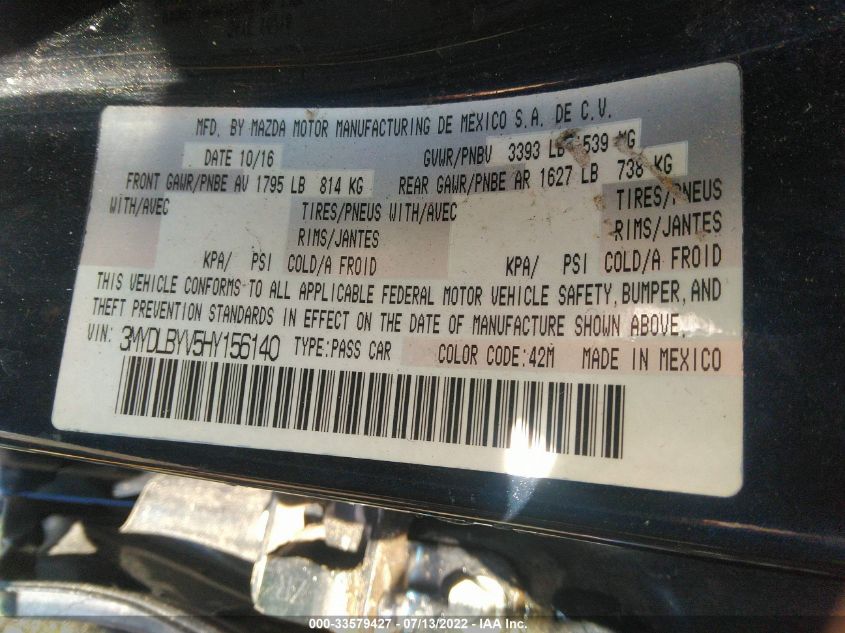 MFD. BY MAZDA MOTOR MANUFACTURING DE MEXICO S.A. DE C.V.
DATE 10/16 GVWR/PNBV 3393 LB 539 KG
FRONT GAWR/PNBE AV 1795 LB 814 KG REAR GAWR/PNBE AR 1627 LB 738 KG
WITH/AVEC TIRES/PNEUS WITH/AVEC TIRES/PNEUS
RIMS/JANTES RIMS/JANTES
KPA/ PSI COLD/A FROID KPA/ PSI COLD/A FROID
THIS VEHICLE CONFORMS TO ALL APPLICABLE FEDERAL MOTOR VEHICLE SAFETY, BUMPER, AND
THEFT PREVENTION STANDARDS IN EFFECT ON THE DATE OF MANUFACTURE SHOWN ABOVE.
VIN: 3MYDLBYV5HY156140 TYPE:PASS CAR COLOR CODE:42M MADE IN MEXICO
000-33579427 - 07/13/2022 - IAA Inc.